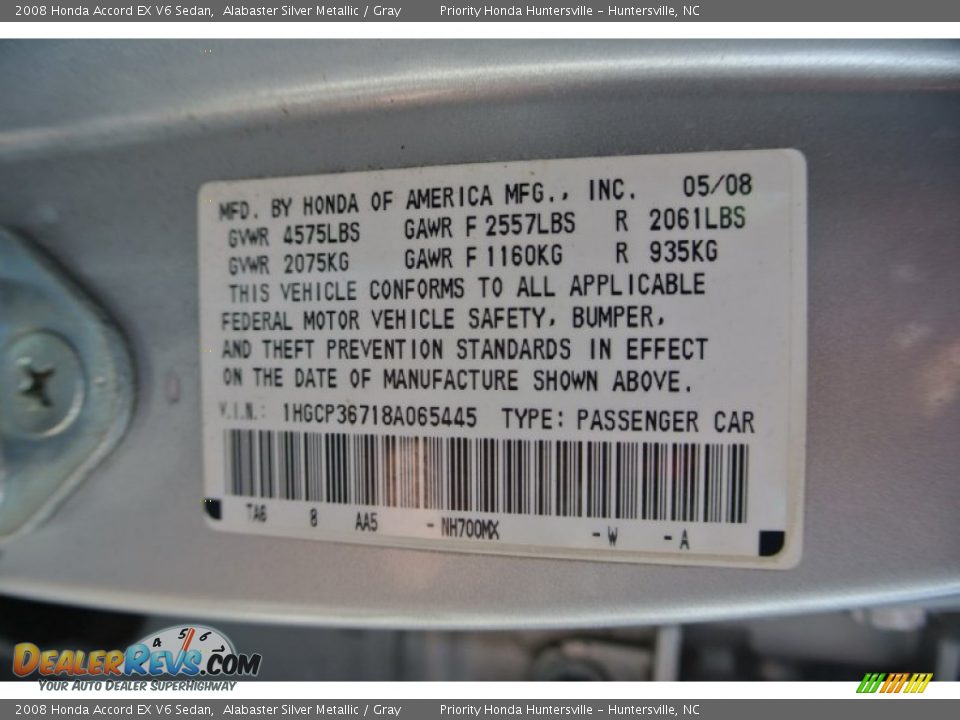 2008 Honda Accord EX V6 Sedan, Alabaster Silver Metallic / Gray Priority Honda Huntersville - Huntersville, NC
MFD. BY HONDA OF AMERICA MFG., INC. 05/08
GVWR 4575LBS GAWR F 2557LBS R 2061LBS
GVWR 2075KG GAWR F 1160KG R 935KG
THIS VEHICLE CONFORMS TO ALL APPLICABLE
FEDERAL MOTOR VEHICLE SAFETY, BUMPER,
AND THEFT PREVENTION STANDARDS IN EFFECT
ON THE DATE OF MANUFACTURE SHOWN ABOVE.
V.I.N.: 1HGCP36718A065445 TYPE: PASSENGER CAR
TA6 8 AA5 - NH700MX - W - A
4 5 6
DEALERREVS.COM
YOUR AUTO DEALER SUPERHIGHWAY
2008 Honda Accord EX V6 Sedan, Alabaster Silver Metallic / Gray Priority Honda Huntersville - Huntersville, NC